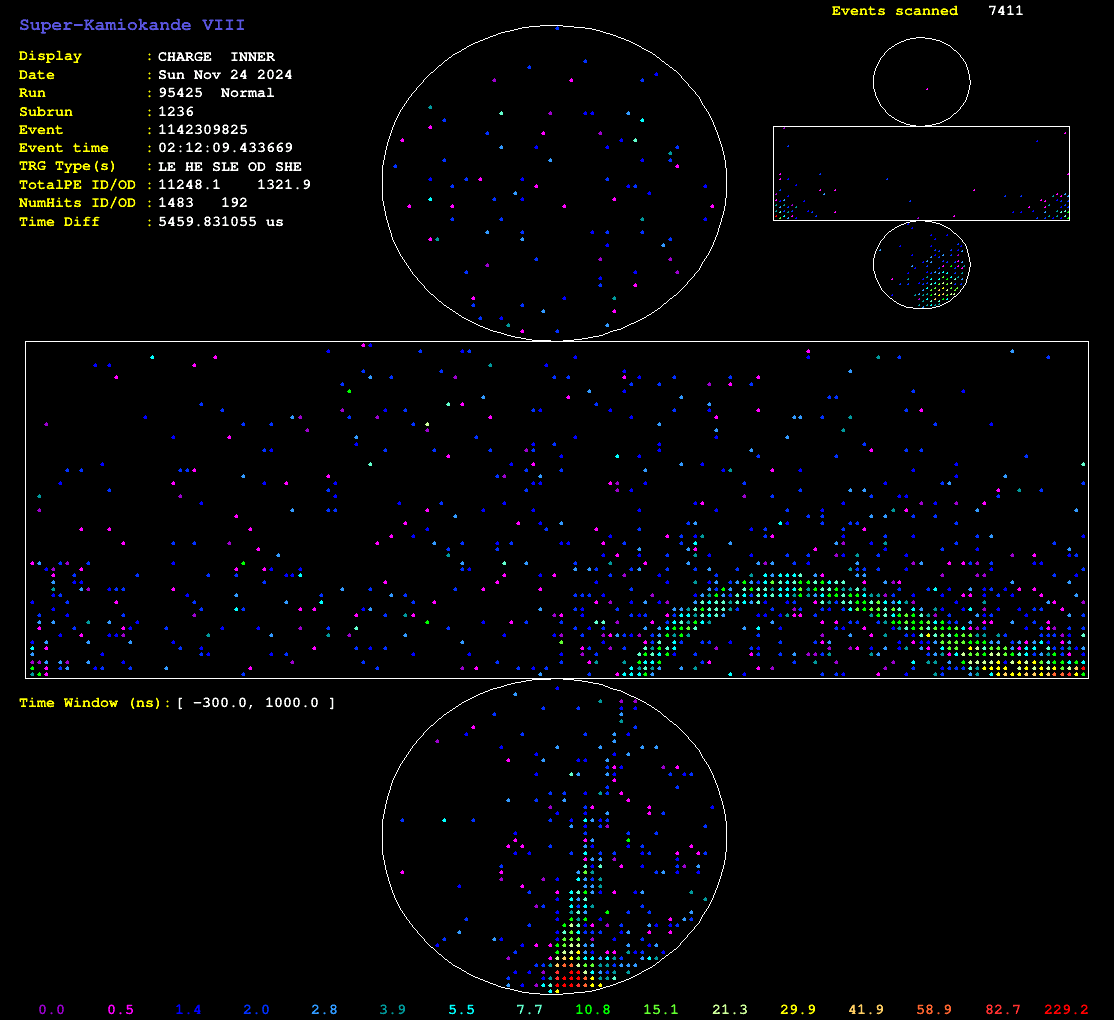 Super-Kamiokande VIII
Events scanned 7411
Display : CHARGE INNER
Date : Sun Nov 24 2024
Run : 95425 Normal
Subrun : 1236
Event : 1142309825
Event time : 02:12:09.433669
TRG Type(s) : LE HE SLE OD SHE
TotalPE ID/OD : 11248.1 1321.9
NumHits ID/OD : 1483 192
Time Diff : 5459.831055 us
Time Window (ns): [ -300.0, 1000.0 ]
0.0 0.5 1.4 2.0 2.8 3.9 5.5 7.7 10.8 15.1 21.3 29.9 41.9 58.9 82.7 229.2